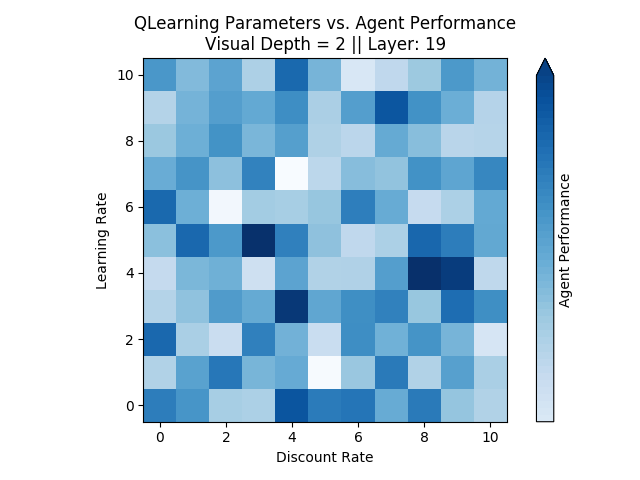 QLearning Parameters vs. Agent Performance
Visual Depth = 2 || Layer: 19
10
8
6
4
2
0
Learning Rate
0 2 4 6 8 10
Discount Rate
Agent Performance